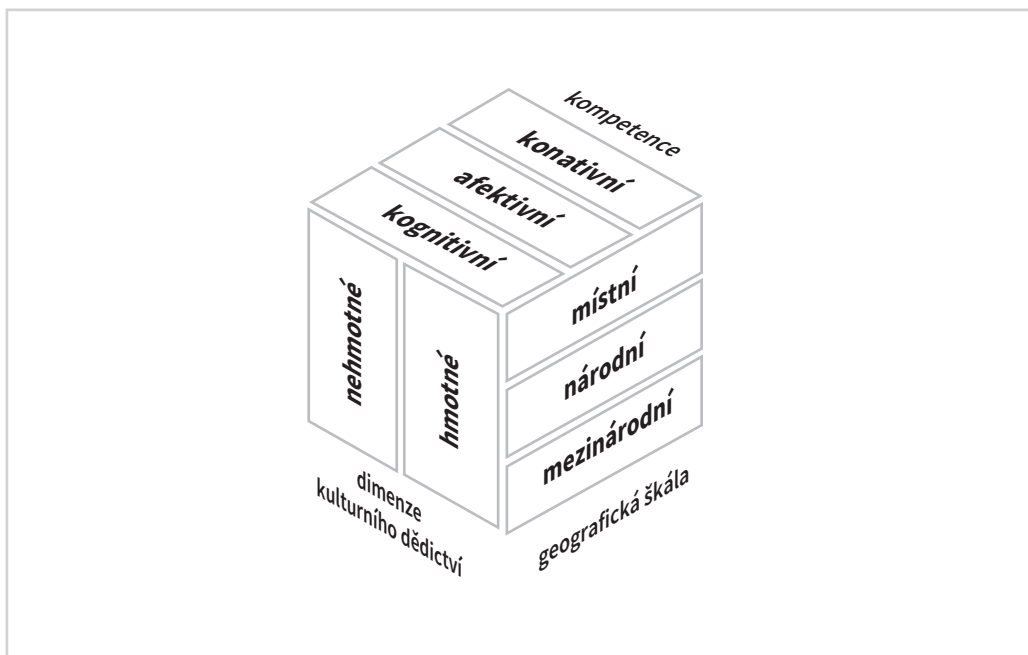 kompetence
konativní
afektivní
kognitivní
nehmotné
hmotné
místní
národní
mezinárodní
dimenze
kulturního dědictví
geografická škála